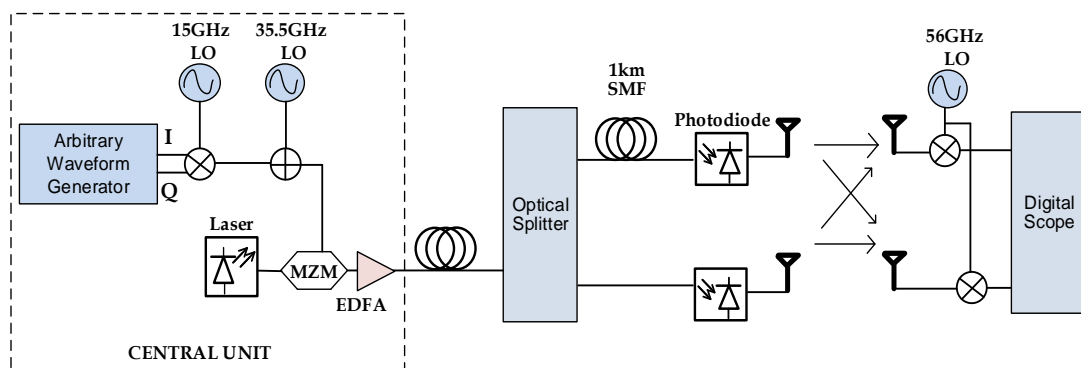 15GHz
LO
35.5GHz
LO
Arbitrary
Waveform
Generator
I
Q
Laser
MZM
EDFA
CENTRAL UNIT
Optical
Splitter
1km
SMF
Photodiode
56GHz
LO
Digital
Scope